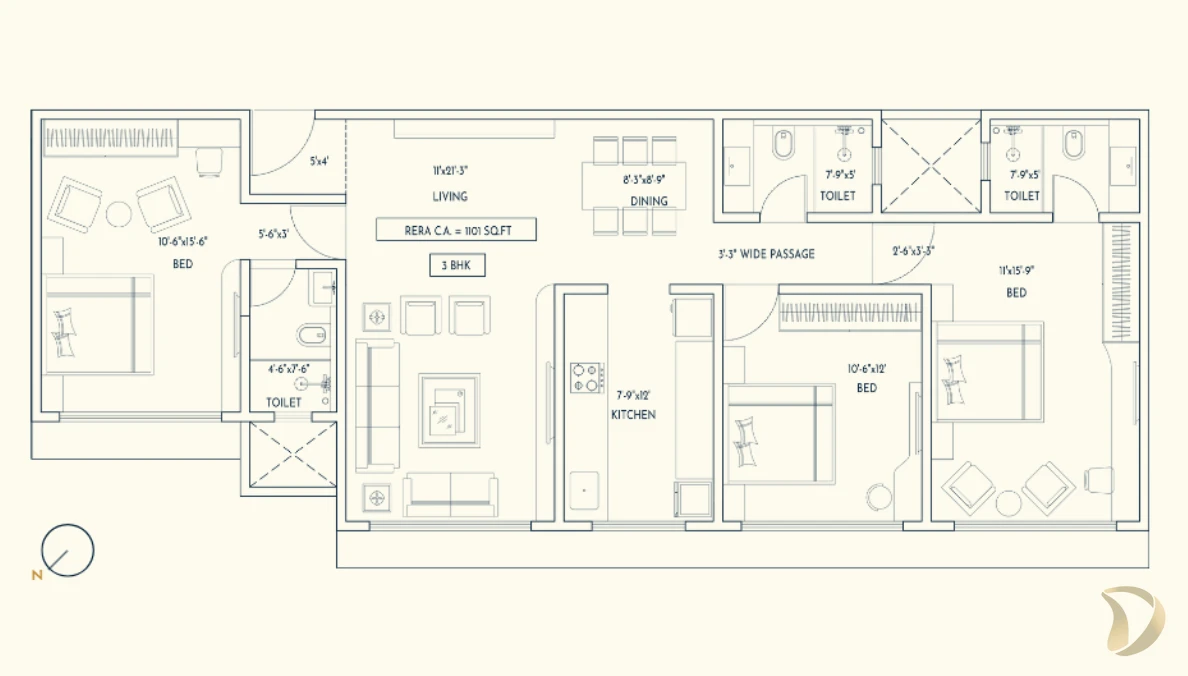 5'x4'
11'x21'-3"
LIVING
8'-3"x8'-9"
DINING
7'-9"x5'
TOILET
7'-9"x5'
TOILET
10'-6"x15'-6"
BED
5'-6"x3'
RERA C.A. = 1101 SQ.FT
3 BHK
3'-3" WIDE PASSAGE
2'-6"x3'-3"
11'x15'-9"
BED
4'-6"x7'-6"
TOILET
7'-9"x12'
KITCHEN
10'-6"x12'
BED
N